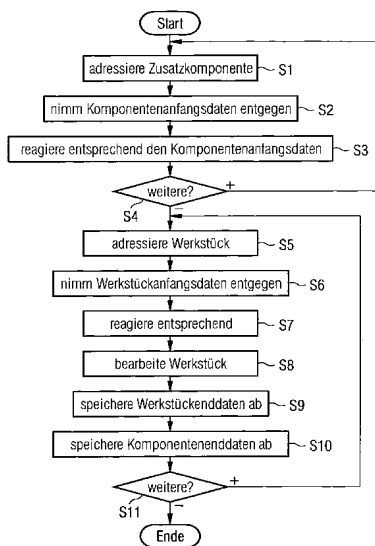 Start
adressiere Zusatzkomponente S1
nimm Komponentenanfangsdaten entgegen S2
reagiere entsprechend den Komponentenanfangsdaten S3
weitere? +
S4 −
adressiere Werkstück S5
nimm Werkstückanfangsdaten entgegen S6
reagiere entsprechend S7
bearbeite Werkstück S8
speichere Werkstückenddaten ab S9
speichere Komponentenenddaten ab S10
weitere? +
S11 −
Ende